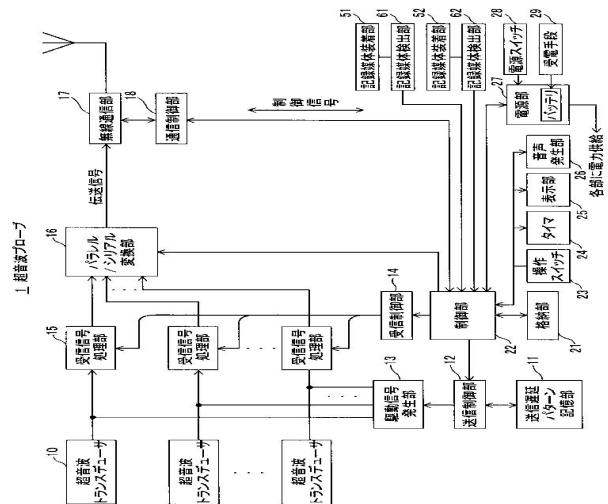 1 超音波プローブ
10
超音波
トランスデューサ
超音波
トランスデューサ
超音波
トランスデューサ
15
受信信号
処理部
受信信号
処理部
受信信号
処理部
16
パラレル
/シリアル
変換部
伝送信号
17
無線通信部
18
通信制御部
制御信号
13
駆動信号
発生部
12
送信制御部
11
送信遅延
パターン
記憶部
14
受信制御部
制御部
22
格納部
21
操作
スイッチ
23
タイマ
24
表示部
25
音声
発生部
26
51
記録媒体装着部
61
記録媒体検出部
52
記録媒体装着部
62
記録媒体検出部
28
電源スイッチ
29
受電手段
27
電源部
バッテリ
各部に電力供給